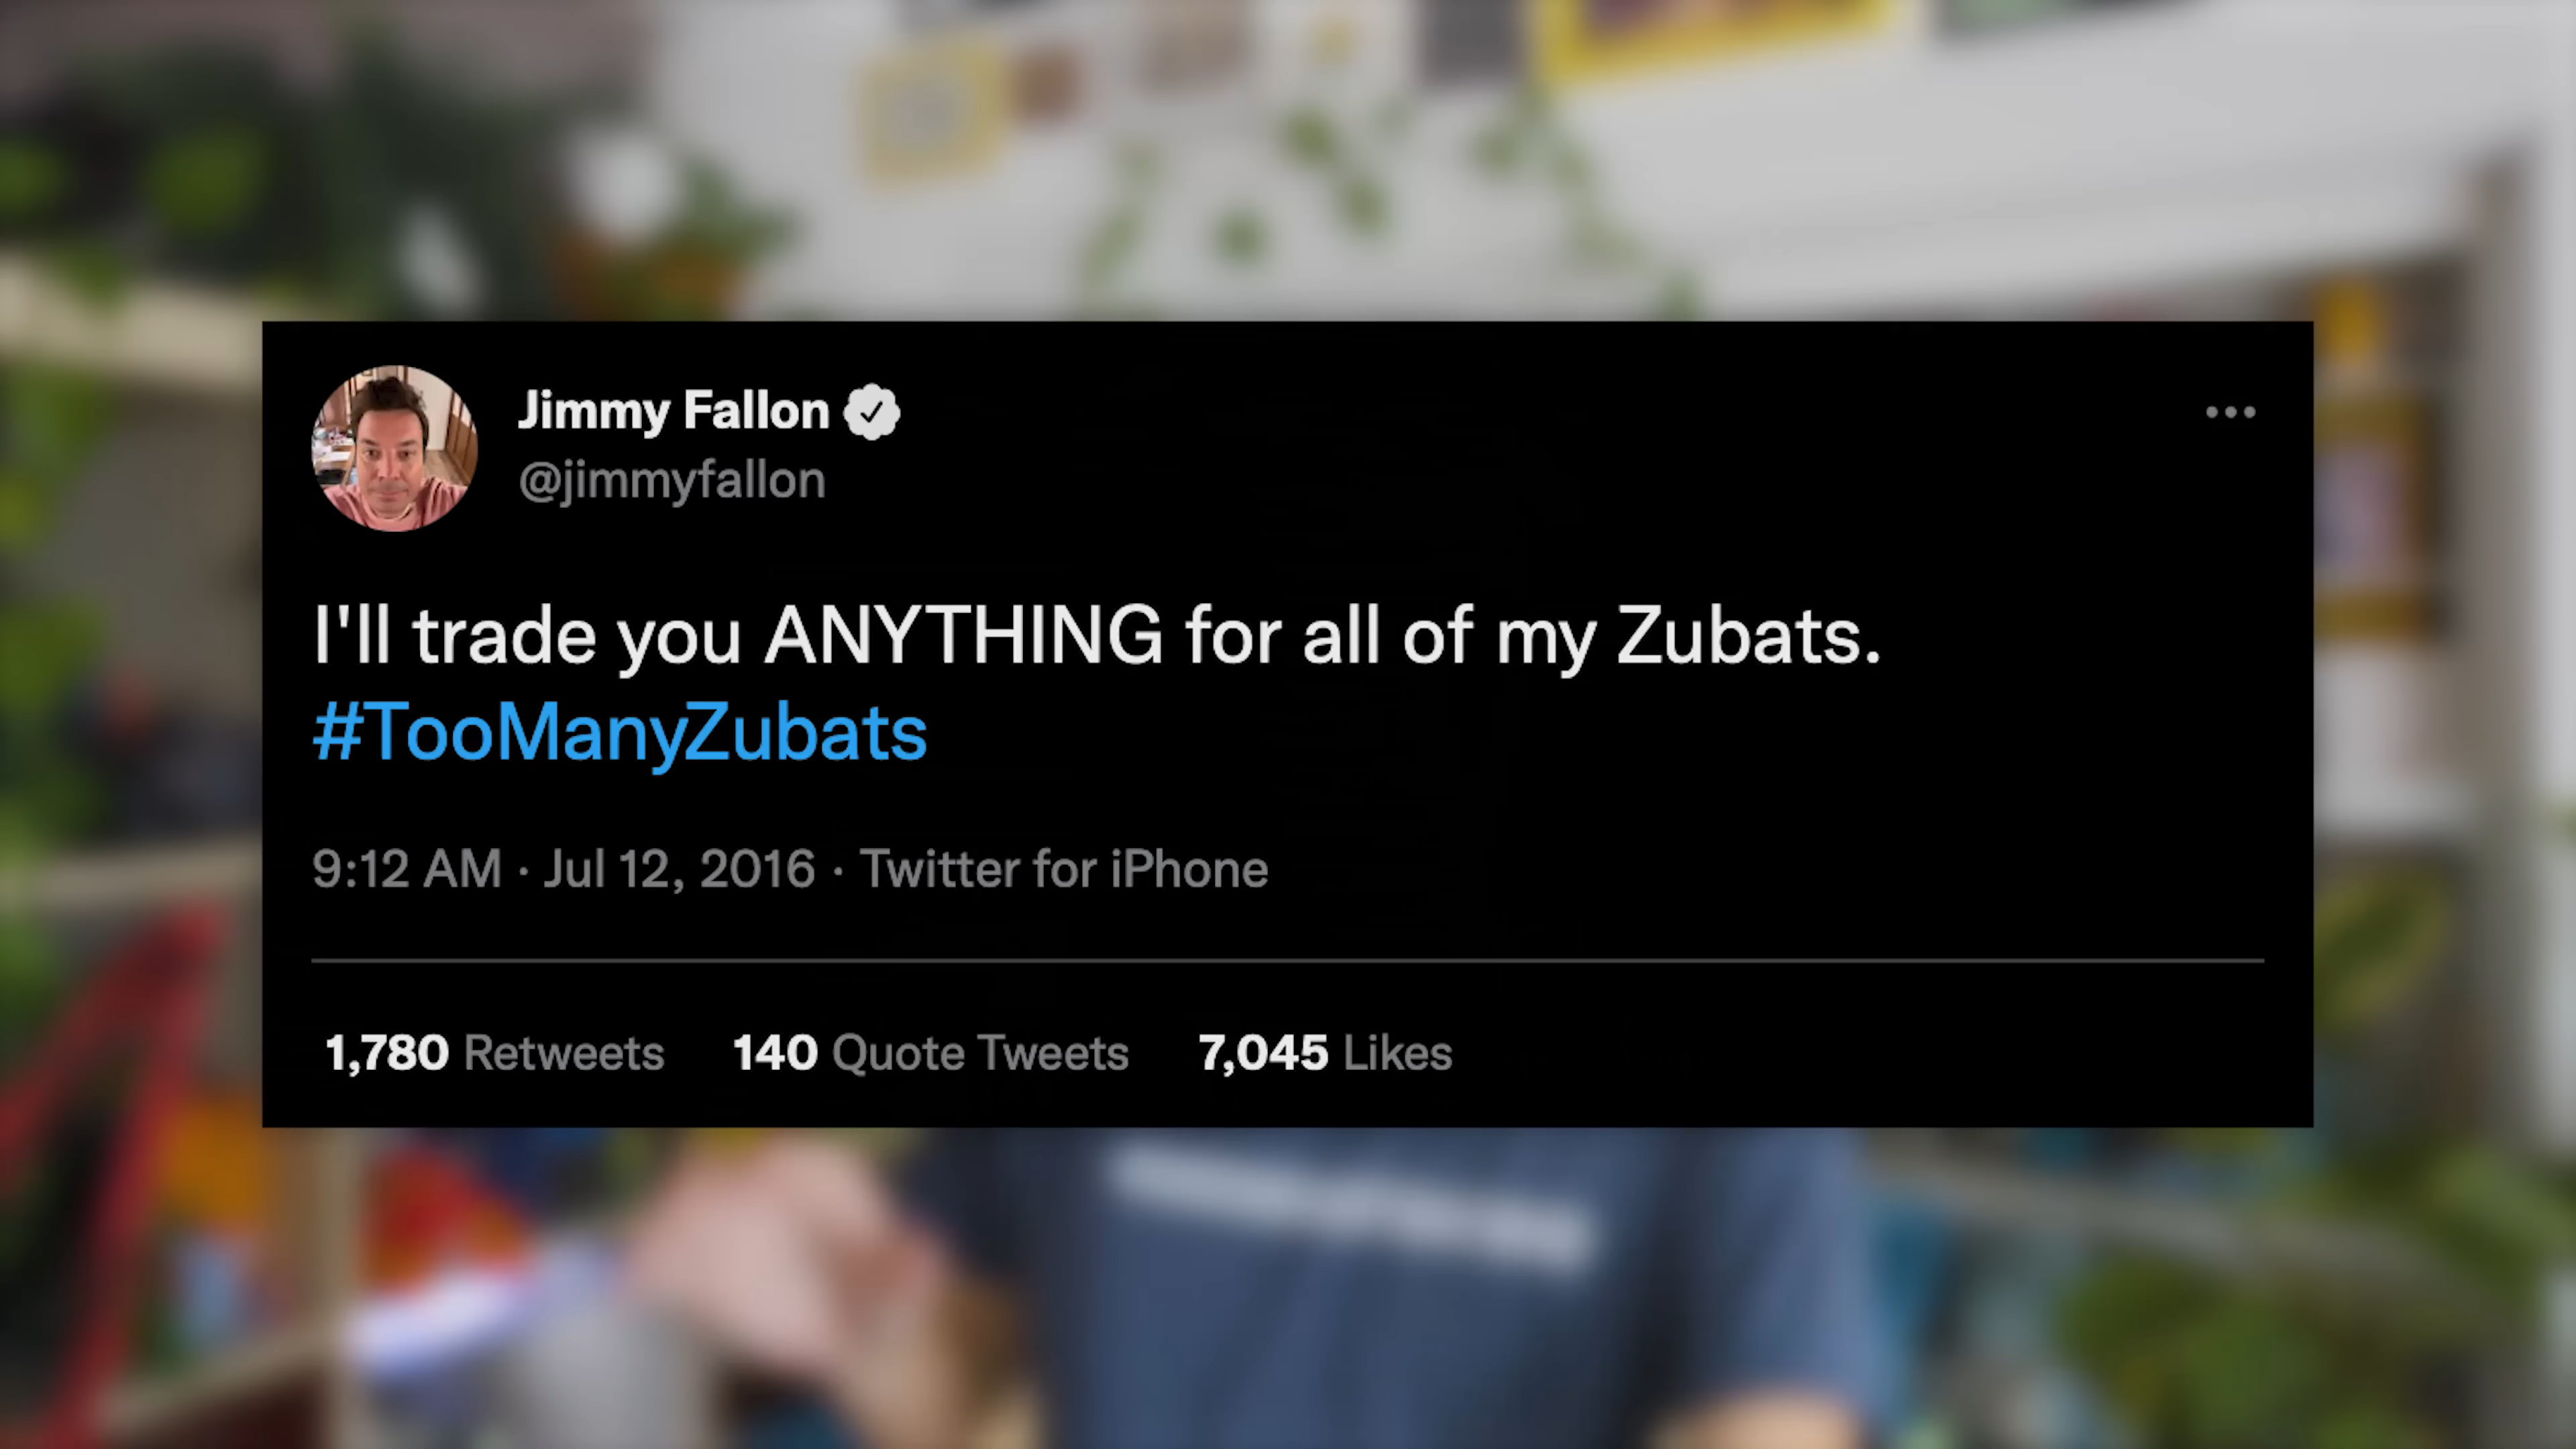 Jimmy Fallon
@jimmyfallon
I'll trade you ANYTHING for all of my Zubats.
#TooManyZubats
9:12 AM · Jul 12, 2016 · Twitter for iPhone
1,780 Retweets 140 Quote Tweets 7,045 Likes